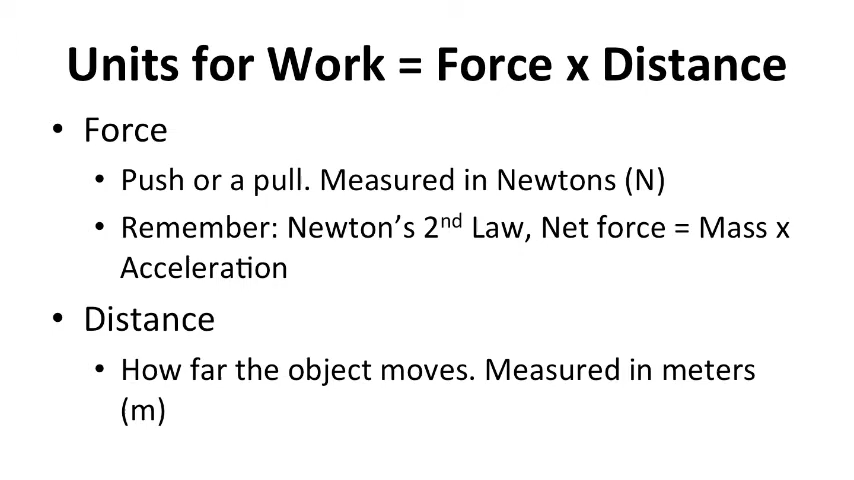 Units for Work = Force x Distance
• Force
• Push or a pull. Measured in Newtons (N)
• Remember: Newton’s 2nd Law, Net force = Mass x
Acceleration
• Distance
• How far the object moves. Measured in meters
(m)